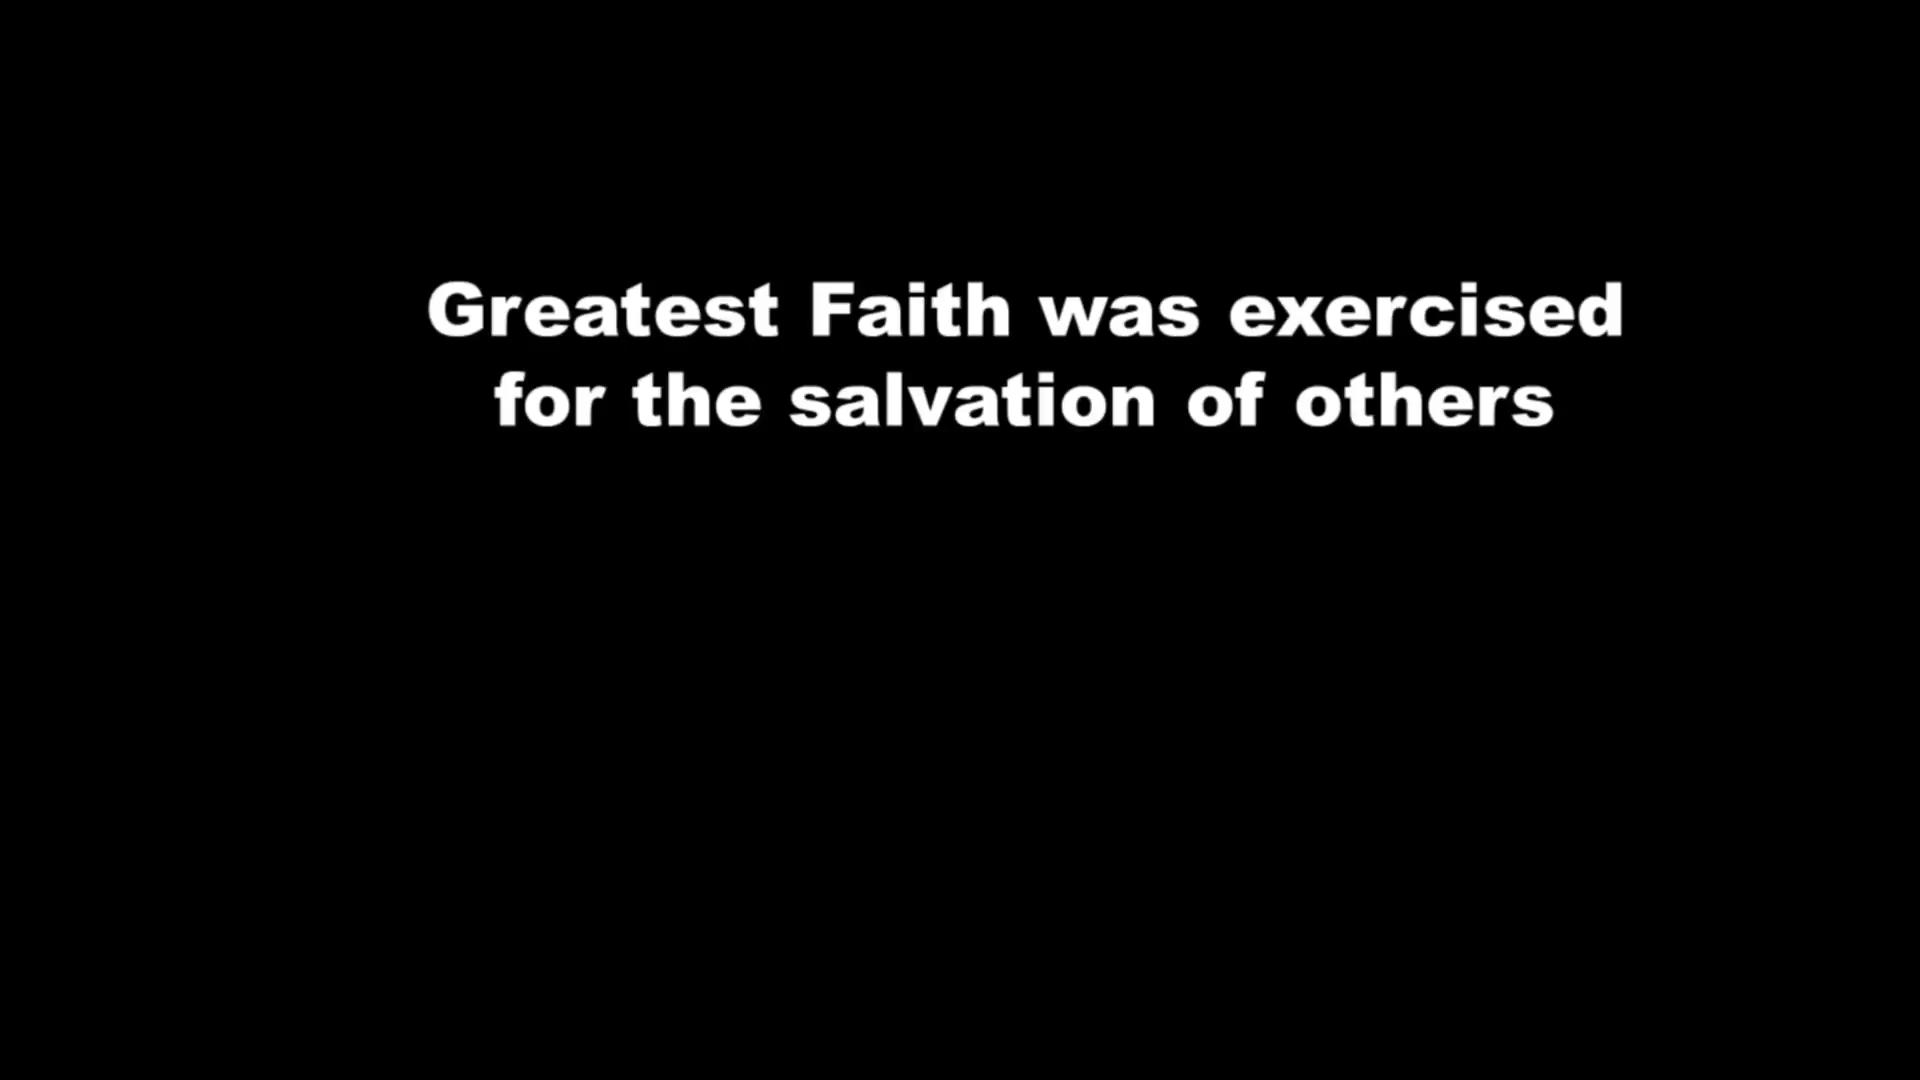 Greatest Faith was exercised
for the salvation of others